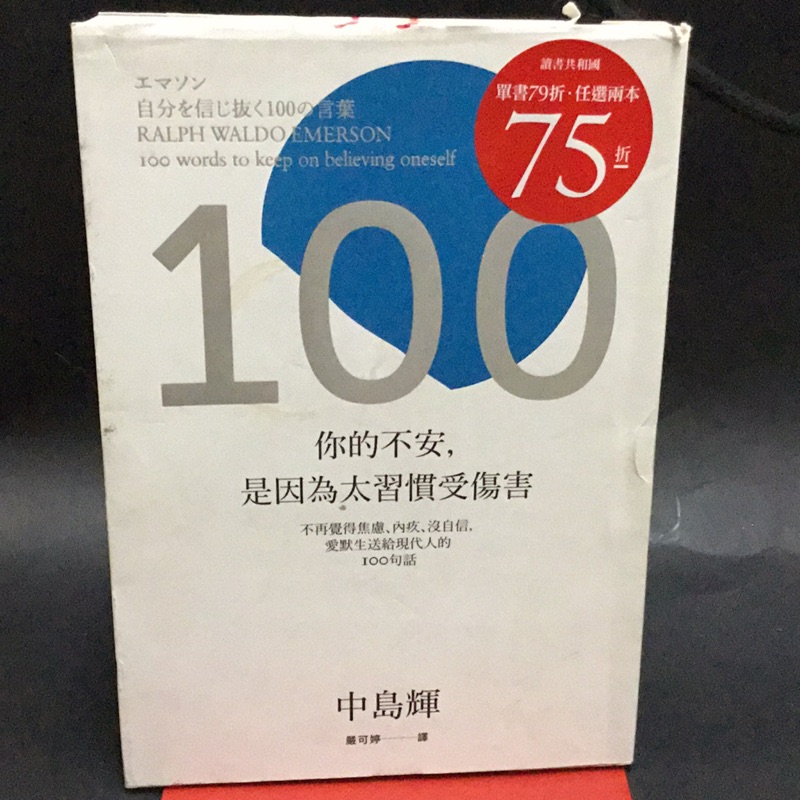 エマソン
自分を信じ抜く100の言葉
RALPH WALDO EMERSON
100 words to keep on believing oneself
讀書共和國
單書79折·任選兩本
75折
100
你的不安,
是因為太習慣受傷害
不再覺得焦慮、內疚、沒自信,
愛默生送給現代人的
100句話
中島輝
嚴可婷——譯